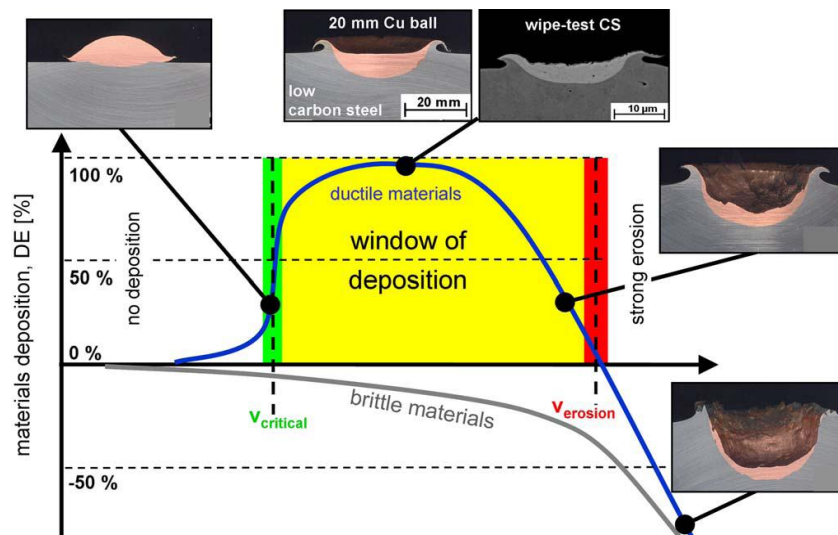 20 mm Cu ball
wipe-test CS
low
carbon steel
20 mm
10 µm
materials deposition, DE [%]
100 %
50 %
0 %
-50 %
no deposition
ductile materials
window of
deposition
strong erosion
brittle materials
vcritical
verosion